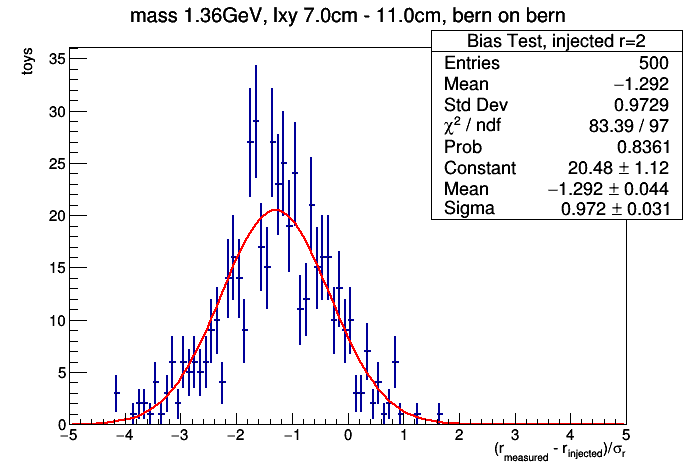 mass 1.36GeV, lxy 7.0cm - 11.0cm, bern on bern
toys
Bias Test, injected r=2
Entries 500
Mean −1.292
Std Dev 0.9729
χ² / ndf 83.39 / 97
Prob 0.8361
Constant 20.48 ± 1.12
Mean −1.292 ± 0.044
Sigma 0.972 ± 0.031
35
30
25
20
15
10
5
0
−5 −4 −3 −2 −1 0 1 2 3 4 5
(r_measured - r_injected)/σ_r